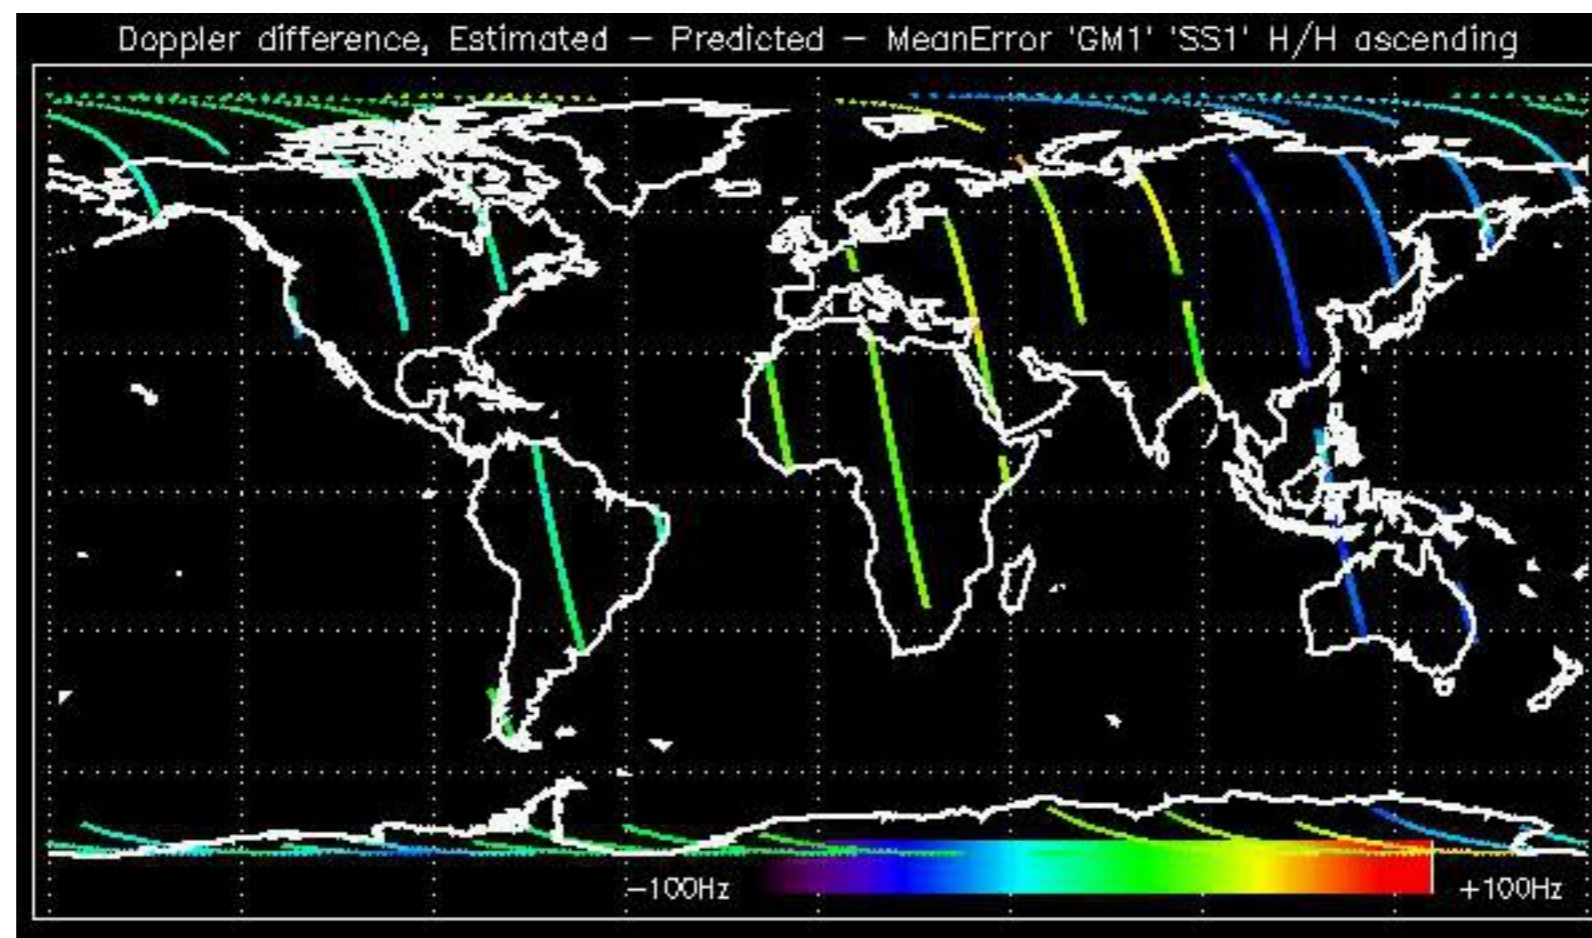 Doppler difference, Estimated − Predicted − MeanError 'GM1' 'SS1' H/H ascending
−100Hz
+100Hz